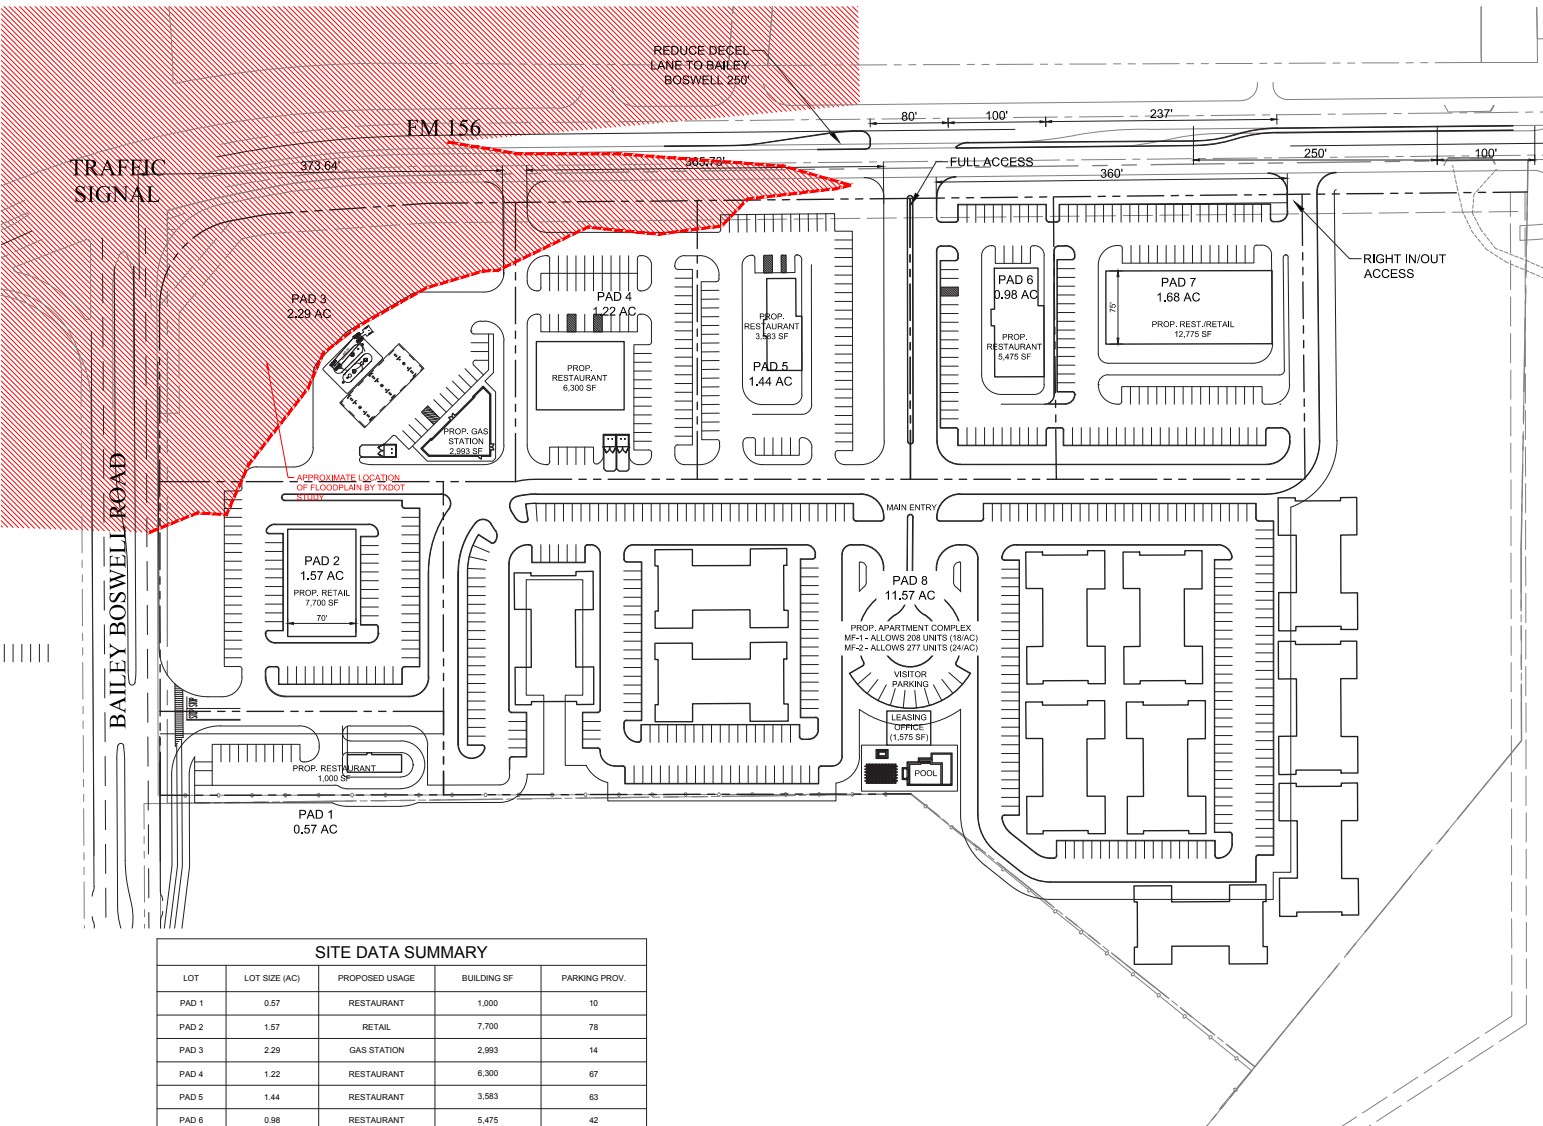 REDUCE DECEL
LANE TO BAILEY
BOSWELL 250'
FM 156
TRAFFIC
SIGNAL
373.64'
365.73'
80'
100'
237'
250'
100'
FULL ACCESS
360'
RIGHT IN/OUT
ACCESS
PAD 3
2.29 AC
PAD 4
1.22 AC
PROP.
RESTAURANT
6,300 SF
PROP. GAS
STATION
2,993 SF
PROP.
RESTAURANT
3,583 SF
PAD 5
1.44 AC
PAD 6
0.98 AC
PROP.
RESTAURANT
5,475 SF
PAD 7
1.68 AC
75'
PROP. REST./RETAIL
12,775 SF
APPROXIMATE LOCATION
OF FLOODPLAIN BY TXDOT
STUDY
BAILEY BOSWELL ROAD
PAD 2
1.57 AC
PROP. RETAIL
7,700 SF
70'
MAIN ENTRY
PAD 8
11.57 AC
PROP. APARTMENT COMPLEX
MF-1 - ALLOWS 208 UNITS (18/AC)
MF-2 - ALLOWS 277 UNITS (24/AC)
VISITOR
PARKING
LEASING
OFFICE
(1,575 SF)
POOL
PROP. RESTAURANT
1,000 SF
PAD 1
0.57 AC
SITE DATA SUMMARY
LOT LOT SIZE (AC) PROPOSED USAGE BUILDING SF PARKING PROV.
PAD 1 0.57 RESTAURANT 1,000 10
PAD 2 1.57 RETAIL 7,700 78
PAD 3 2.29 GAS STATION 2,993 14
PAD 4 1.22 RESTAURANT 6,300 67
PAD 5 1.44 RESTAURANT 3,583 63
PAD 6 0.98 RESTAURANT 5,475 42